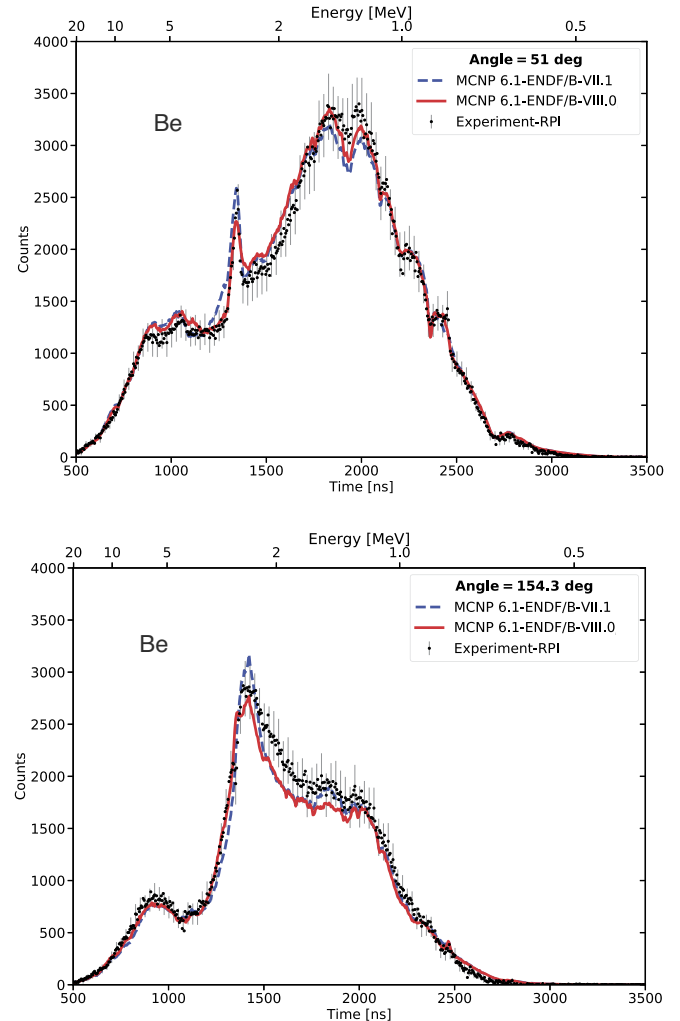 Energy [MeV]
20 10 5 2 1.0 0.5
4000
Angle = 51 deg
MCNP 6.1-ENDF/B-VII.1
MCNP 6.1-ENDF/B-VIII.0
Experiment-RPI
Be
3500
3000
2500
2000
1500
1000
500
0
Counts
500 1000 1500 2000 2500 3000 3500
Time [ns]
Energy [MeV]
20 10 5 2 1.0 0.5
4000
Angle = 154.3 deg
MCNP 6.1-ENDF/B-VII.1
MCNP 6.1-ENDF/B-VIII.0
Experiment-RPI
Be
3500
3000
2500
2000
1500
1000
500
0
Counts
500 1000 1500 2000 2500 3000 3500
Time [ns]